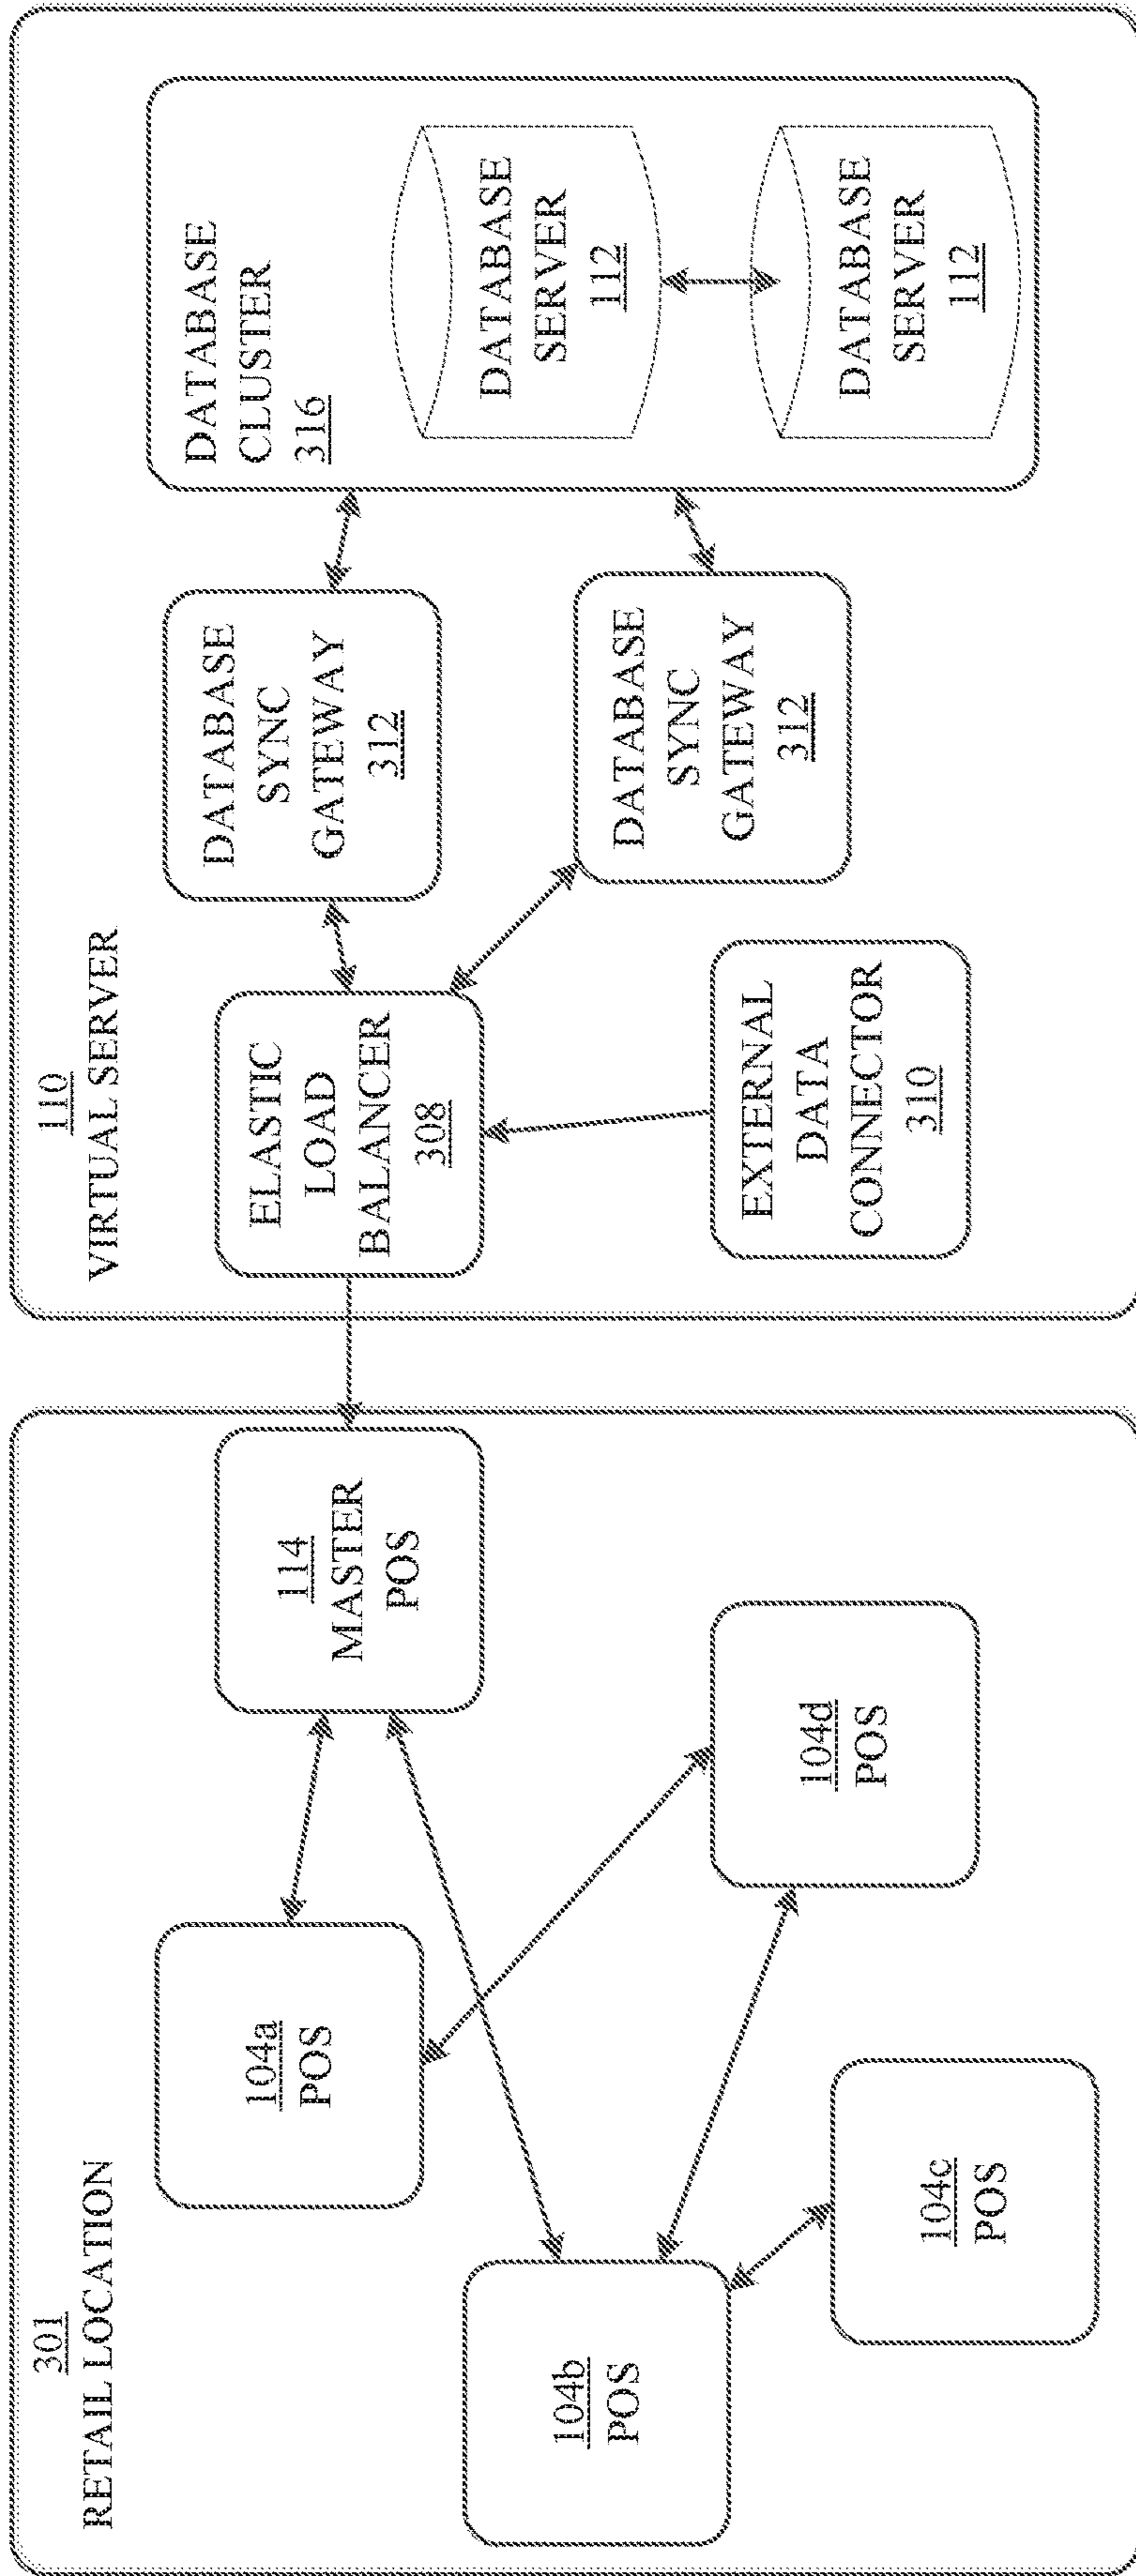 301
RETAIL LOCATION
104a
POS
114
MASTER
POS
104b
POS
104d
POS
104c
POS
110
VIRTUAL SERVER
ELASTIC
LOAD
BALANCER
308
EXTERNAL
DATA
CONNECTOR
310
DATABASE
SYNC
GATEWAY
312
DATABASE
SYNC
GATEWAY
312
DATABASE
CLUSTER
316
DATABASE
SERVER
112
DATABASE
SERVER
112